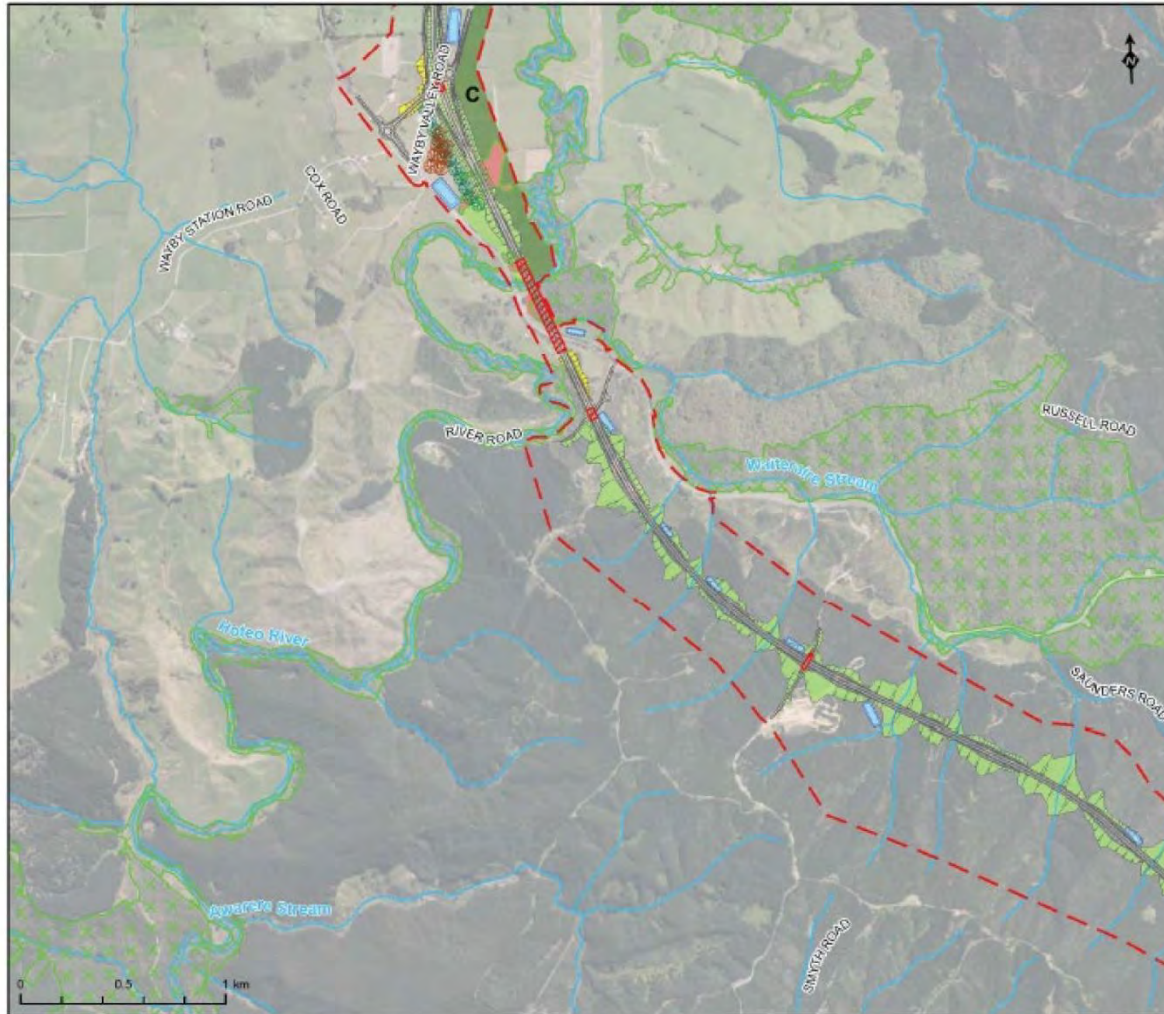 N
C
WAYBY VALLEY ROAD
COX ROAD
WAYBY STATION ROAD
RIVER ROAD
RUSSELL ROAD
Waiteraire Stream
Hoteo River
SAUNDERS ROAD
Awarere Stream
SMYTH ROAD
0 0.5 1 km